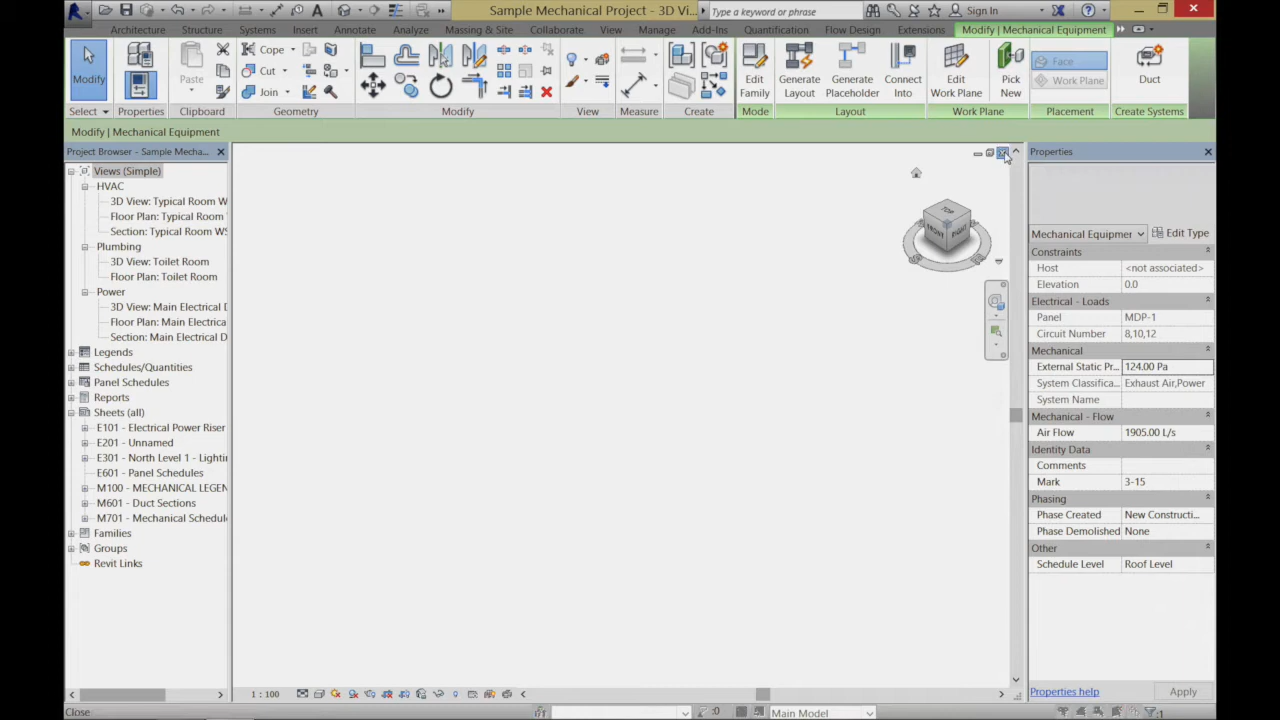 Sample Mechanical Project - 3D Vi...
Type a keyword or phrase
Sign In
Architecture Structure Systems Insert Annotate Analyze Massing & Site Collaborate View Manage Add-Ins Quantification Flow Design Extensions Modify | Mechanical Equipment
Modify
Paste
Cope
Cut
Join
Edit Family
Generate Layout
Generate Placeholder
Connect Into
Edit Work Plane
Pick New
Face
Work Plane
Duct
Select Properties Clipboard Geometry Modify View Measure Create Mode Layout Work Plane Placement Create Systems
Modify | Mechanical Equipment
Project Browser - Sample Mecha...
Views (Simple)
HVAC
3D View: Typical Room W
Floor Plan: Typical Room
Section: Typical Room WS
Plumbing
3D View: Toilet Room
Floor Plan: Toilet Room
Power
3D View: Main Electrical D
Floor Plan: Main Electrica
Section: Main Electrical D
Legends
Schedules/Quantities
Panel Schedules
Reports
Sheets (all)
E101 - Electrical Power Riser
E201 - Unnamed
E301 - North Level 1 - Lightin
E601 - Panel Schedules
M100 - MECHANICAL LEGEN
M601 - Duct Sections
M701 - Mechanical Schedul
Families
Groups
Revit Links
TOP
FRONT
RIGHT
1 : 100
Properties
Mechanical Equipmer
Edit Type
Constraints
Host <not associated>
Elevation 0.0
Electrical - Loads
Panel MDP-1
Circuit Number 8,10,12
Mechanical
External Static Pr... 124.00 Pa
System Classifica... Exhaust Air,Power
System Name
Mechanical - Flow
Air Flow 1905.00 L/s
Identity Data
Comments
Mark 3-15
Phasing
Phase Created New Constructi...
Phase Demolished None
Other
Schedule Level Roof Level
Properties help
Apply
Close
:0
Main Model
:1